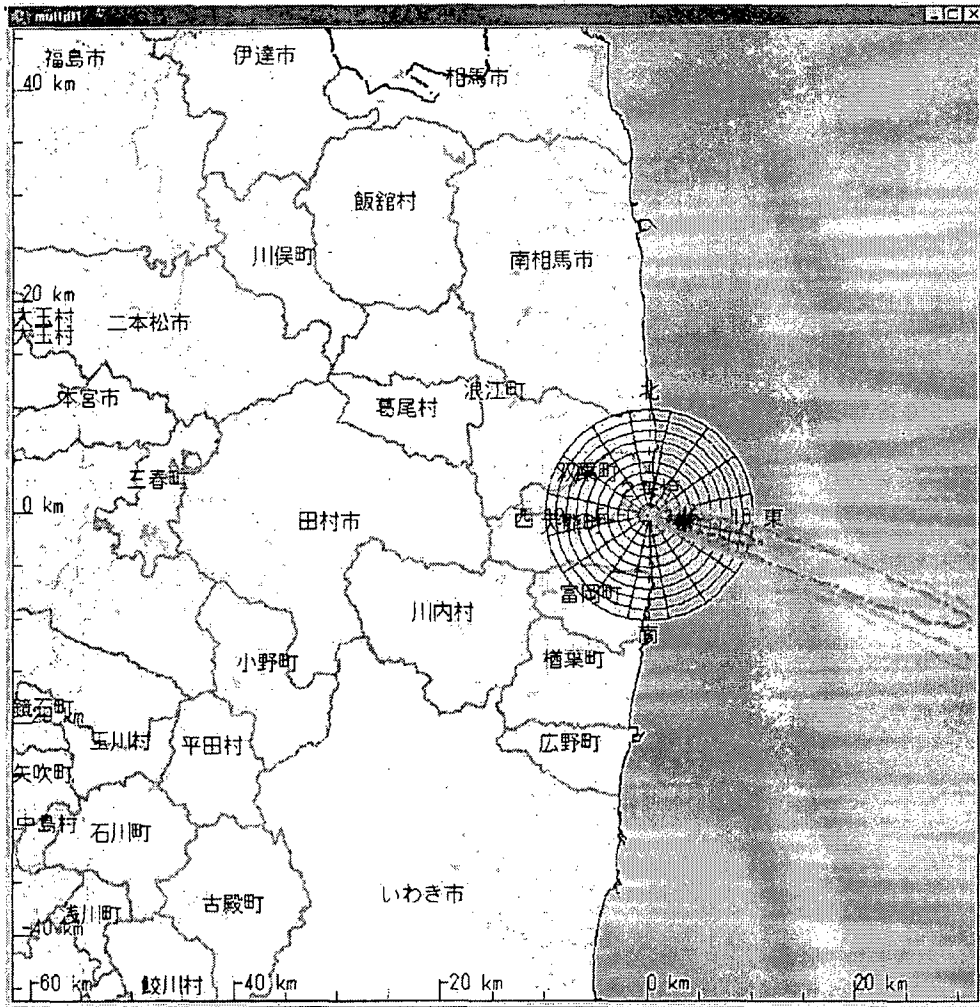 福島市
伊達市
相馬市
40 km
飯舘村
川俣町
南相馬市
20 km
大玉村
大玉村
二本松市
本宮市
葛尾村
浪江町
北
三春町
双葉町
0 km
田村市
西
東
川内村
富岡町
南
小野町
楢葉町
鏡石町
玉川村
平田村
広野町
矢吹町
中島村
石川町
浅川町
古殿町
いわき市
-40 km
鮫川村
-60 km
-40 km
-20 km
0 km
20 km